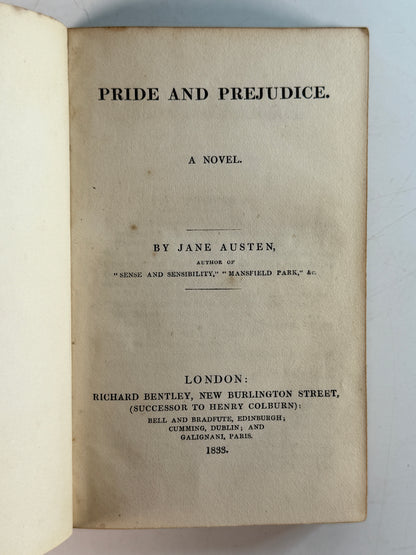 PRIDE AND PREJUDICE.
A NOVEL.
BY JANE AUSTEN,
AUTHOR OF
"SENSE AND SENSIBILITY," "MANSFIELD PARK," &c.
LONDON:
RICHARD BENTLEY, NEW BURLINGTON STREET,
(SUCCESSOR TO HENRY COLBURN):
BELL AND BRADFUTE, EDINBURGH;
CUMMING, DUBLIN; AND
GALIGNANI, PARIS.
1833.